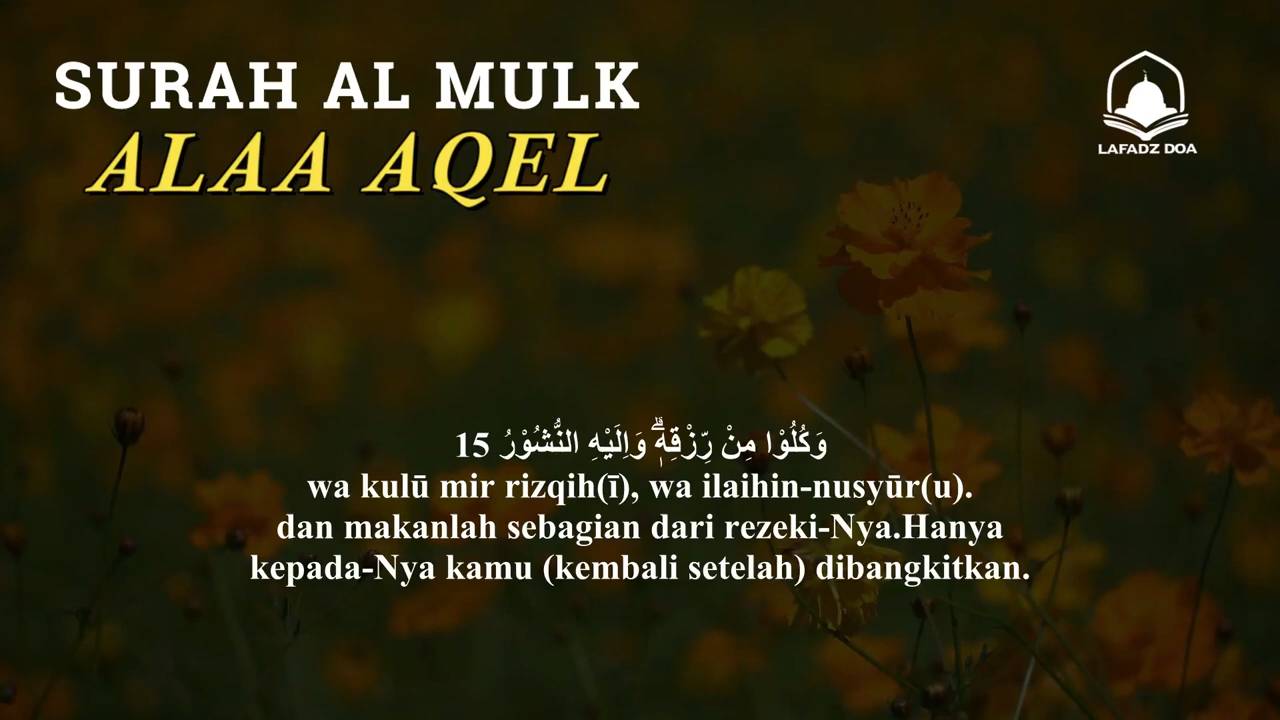 SURAH AL MULK
ALAA AQEL
LAFADZ DOA
وَكُلُوْا مِنْ رِّزْقِهٖۗ وَاِلَيْهِ النُّشُوْرُ 15
wa kulū mir rizqih(ī), wa ilaihin-nusyūr(u).
dan makanlah sebagian dari rezeki-Nya.Hanya
kepada-Nya kamu (kembali setelah) dibangkitkan.